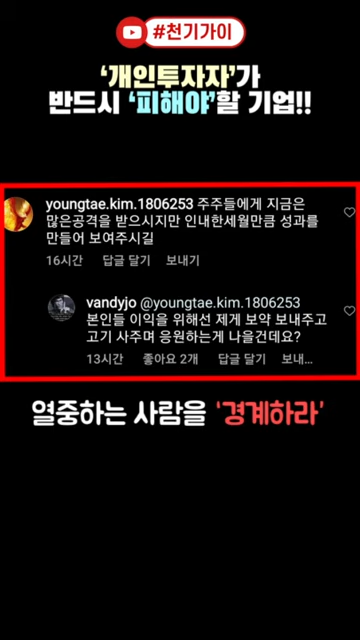 #천기가이
‘개인투자자’가
반드시 ‘피해야’할 기업!!
youngtae.kim.1806253 주주들에게 지금은
많은공격을 받으시지만 인내한세월만큼 성과를
만들어 보여주시길
16시간 답글 달기 보내기
vandyjo @youngtae.kim.1806253
본인들 이익을 위해선 제게 보약 보내주고
고기 사주며 응원하는게 나을건데요?
13시간 좋아요 2개 답글 달기 보내...
열중하는 사람을 ‘경계하라’